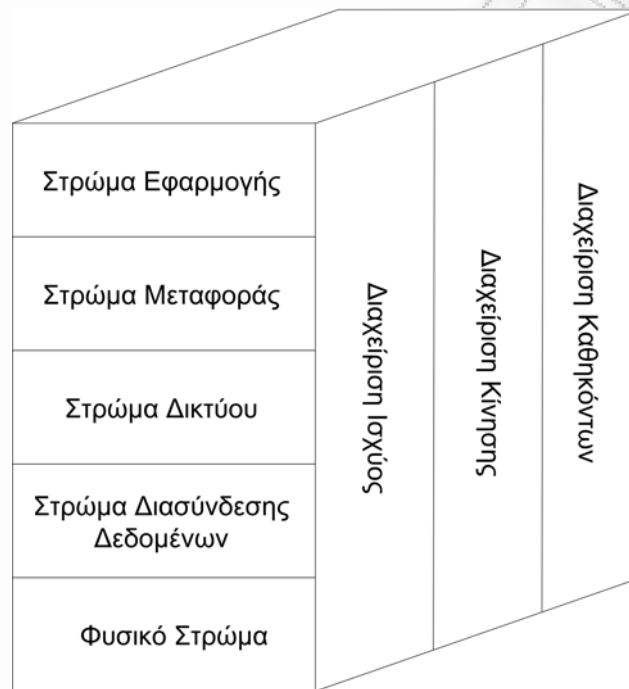 Στρώμα Εφαρμογής
Στρώμα Μεταφοράς
Στρώμα Δικτύου
Στρώμα Διασύνδεσης
Δεδομένων
Φυσικό Στρώμα
Διαχείριση Ισχύος
Διαχείριση Κίνησης
Διαχείριση Καθηκόντων